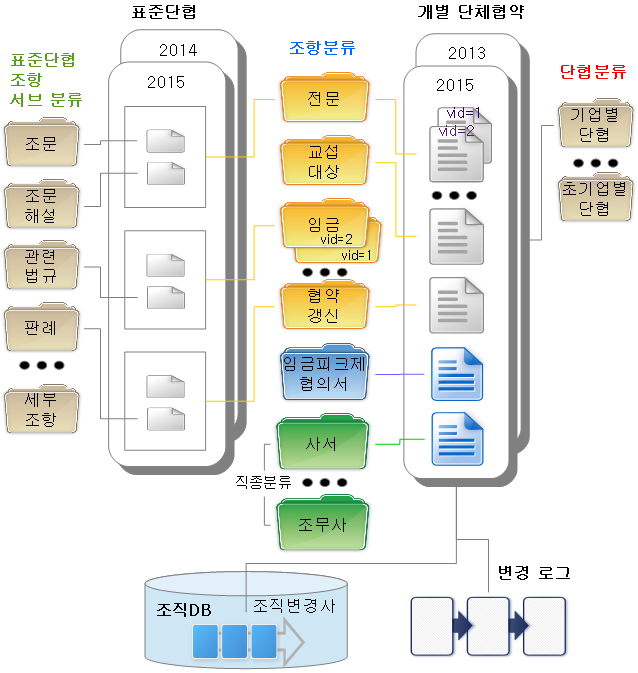 표준단협
개별 단체협약
2014
2015
조항분류
2013
2015
표준단협
조항
서브 분류
단협분류
조문
조문
해설
관련
법규
판례
세부
조항
전문
교섭
대상
임금
vid=2
vid=1
협약
갱신
임금피크제
협의서
사서
직종분류
조무사
vid=1
vid=2
기업별
단협
초기업별
단협
조직DB
조직변경사
변경 로그